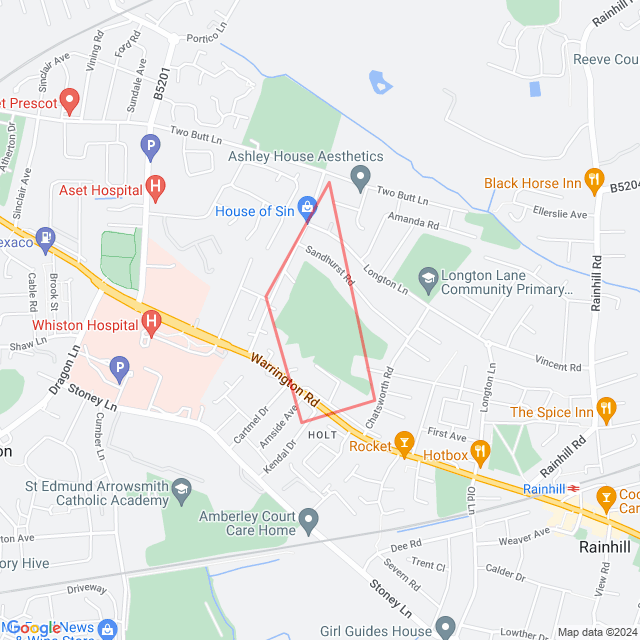 Portico Ln
Rainhill Rd
Vining Rd
Ford Rd
Sinclair Ave
Sundale Ave
B5201
Reeve Cou
et Prescot
P
Two Butt Ln
Atherton Dr
Ashley House Aesthetics
Aset Hospital
H
Two Butt Ln
Black Horse Inn
B5204
Sinclair Ave
House of Sin
Amanda Rd
Ellerslie Ave
exaco
Sandhurst Rd
Longton Ln
Longton Lane
Community Primary...
Rainhill Rd
Cable Rd
Brook St
Whiston Hospital
H
Shaw Ln
Dragon Ln
P
Warrington Rd
Vincent Rd
Longton Ln
Chatsworth Rd
Stoney Ln
The Spice Inn
Cumber Ln
Cartmel Dr
Arnside Ave
Kendal Dr
HOLT
First Ave
Rocket
Hotbox
Rainhill Rd
on
St Edmund Arrowsmith
Catholic Academy
Old Ln
Rainhill
Coo
Car
Amberley Court
Care Home
Dee Rd
Weaver Ave
Rainhill
ory Hive
Trent Cl
Severn Rd
Calder Dr
View Rd
Driveway
Stoney Ln
Google
News
& Wine Store
Girl Guides House
Lowther
Map data ©2024